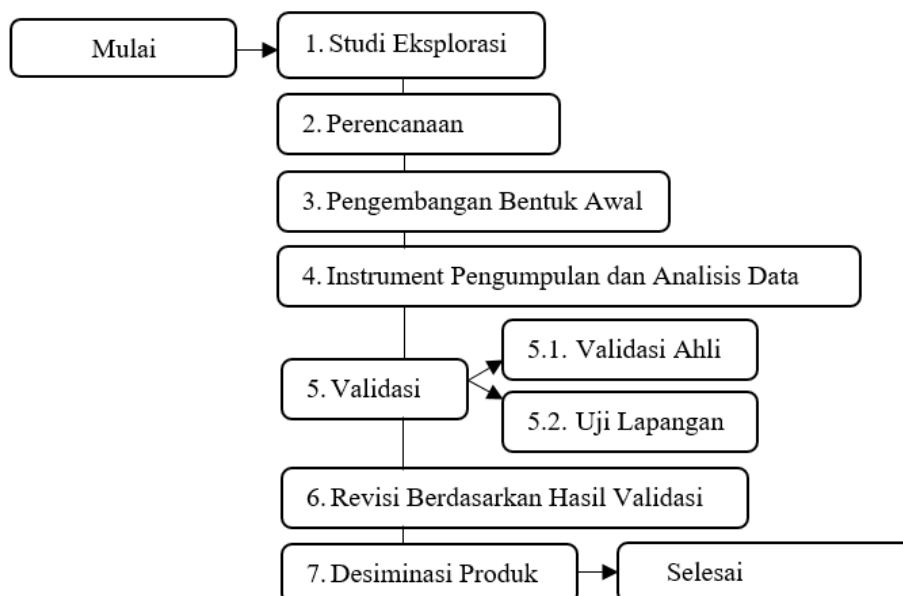 Mulai
1. Studi Eksplorasi
2. Perencanaan
3. Pengembangan Bentuk Awal
4. Instrument Pengumpulan dan Analisis Data
5. Validasi
5.1. Validasi Ahli
5.2. Uji Lapangan
6. Revisi Berdasarkan Hasil Validasi
7. Desiminasi Produk
Selesai